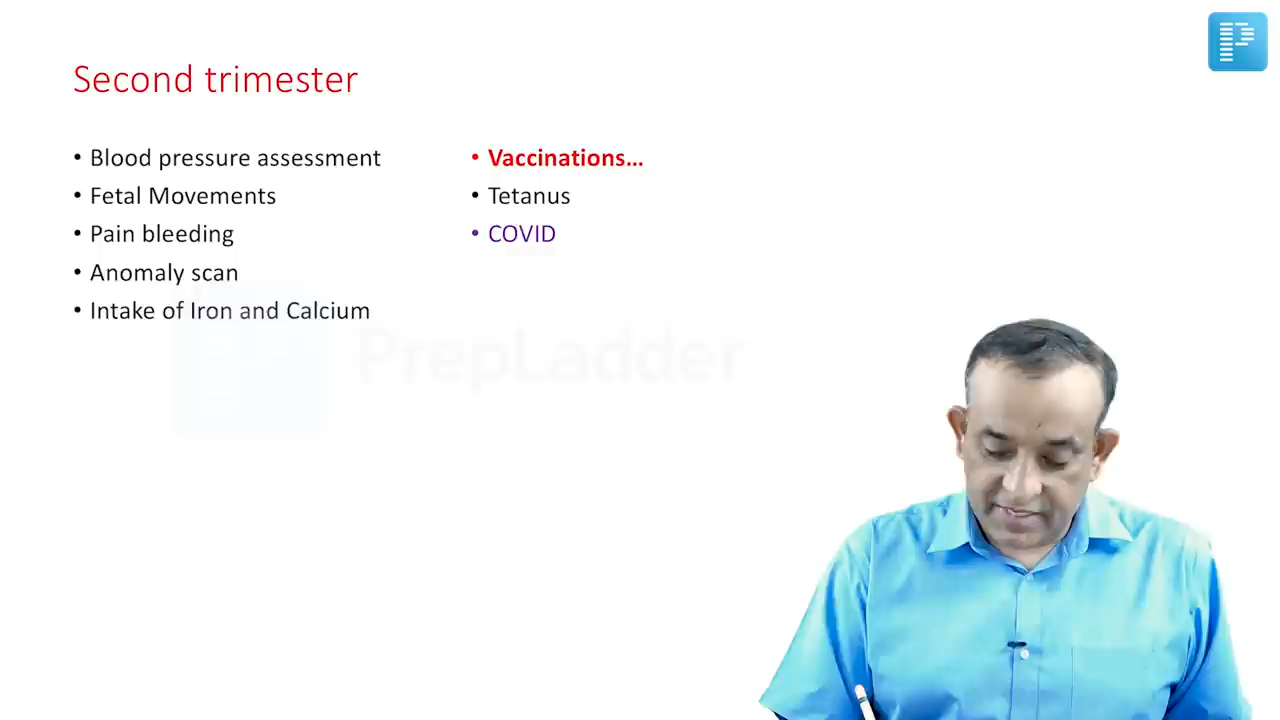 Second trimester
• Blood pressure assessment
• Fetal Movements
• Pain bleeding
• Anomaly scan
• Intake of Iron and Calcium
• Vaccinations...
• Tetanus
• COVID
PrepLadder